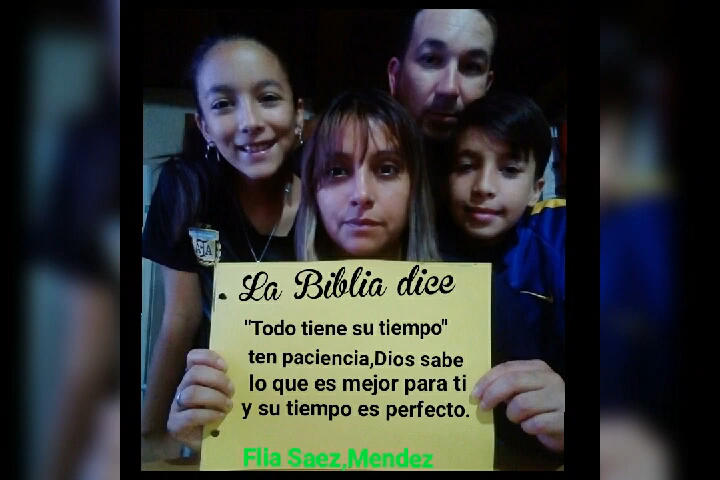 La Biblia dice
"Todo tiene su tiempo"
ten paciencia,Dios sabe
lo que es mejor para ti
y su tiempo es perfecto.
Flia Saez,Mendez
AFA